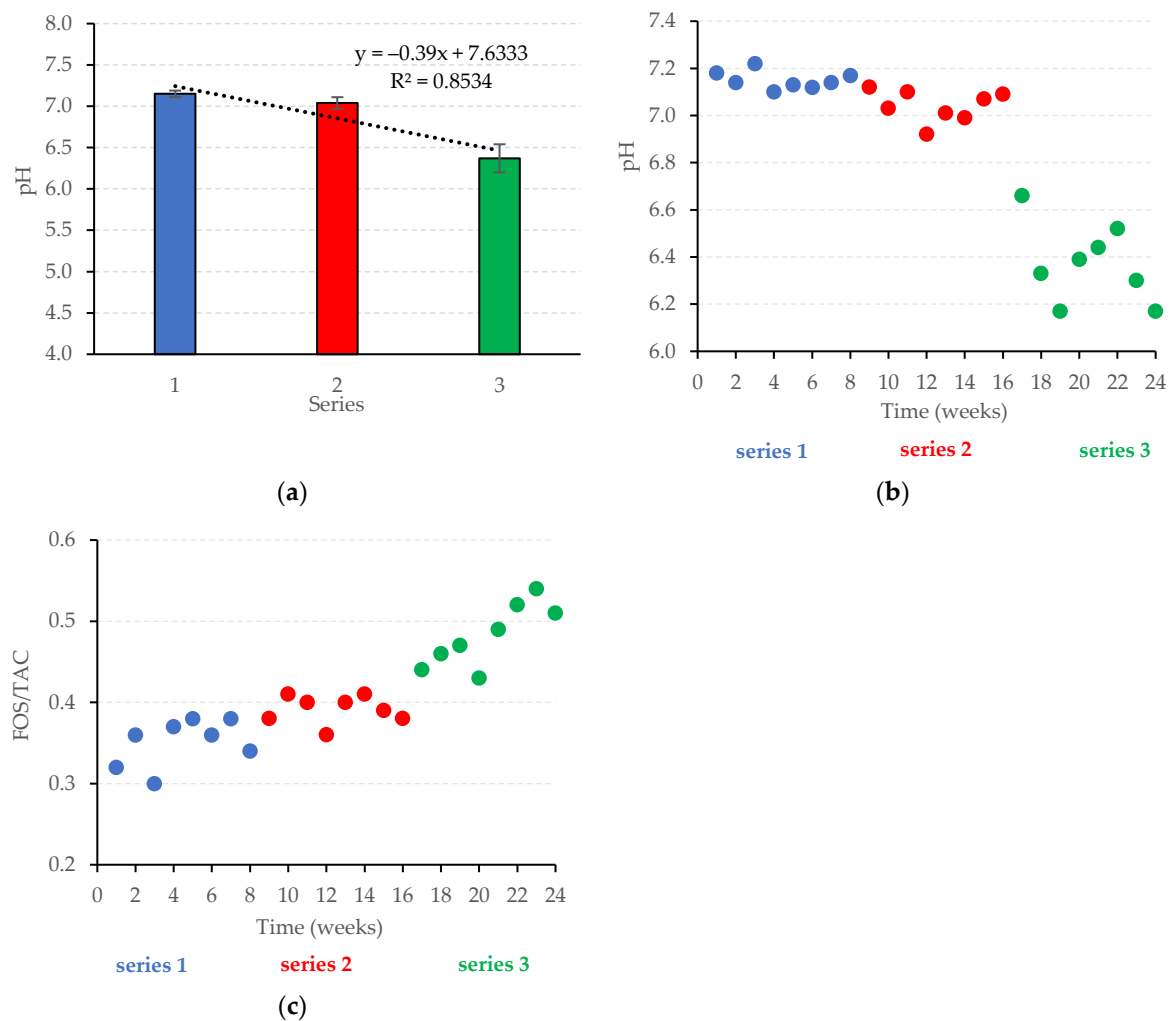 8.0
7.5
7.0
6.5
6.0
5.5
5.0
4.5
4.0
pH
y = –0.39x + 7.6333
R² = 0.8534
1 2 3
Series
(a)
7.4
7.2
7.0
6.8
6.6
6.4
6.2
6.0
pH
0 2 4 6 8 10 12 14 16 18 20 22 24
Time (weeks)
series 1 series 2 series 3
(b)
0.6
0.5
0.4
0.3
0.2
FOS/TAC
0 2 4 6 8 10 12 14 16 18 20 22 24
Time (weeks)
series 1 series 2 series 3
(c)